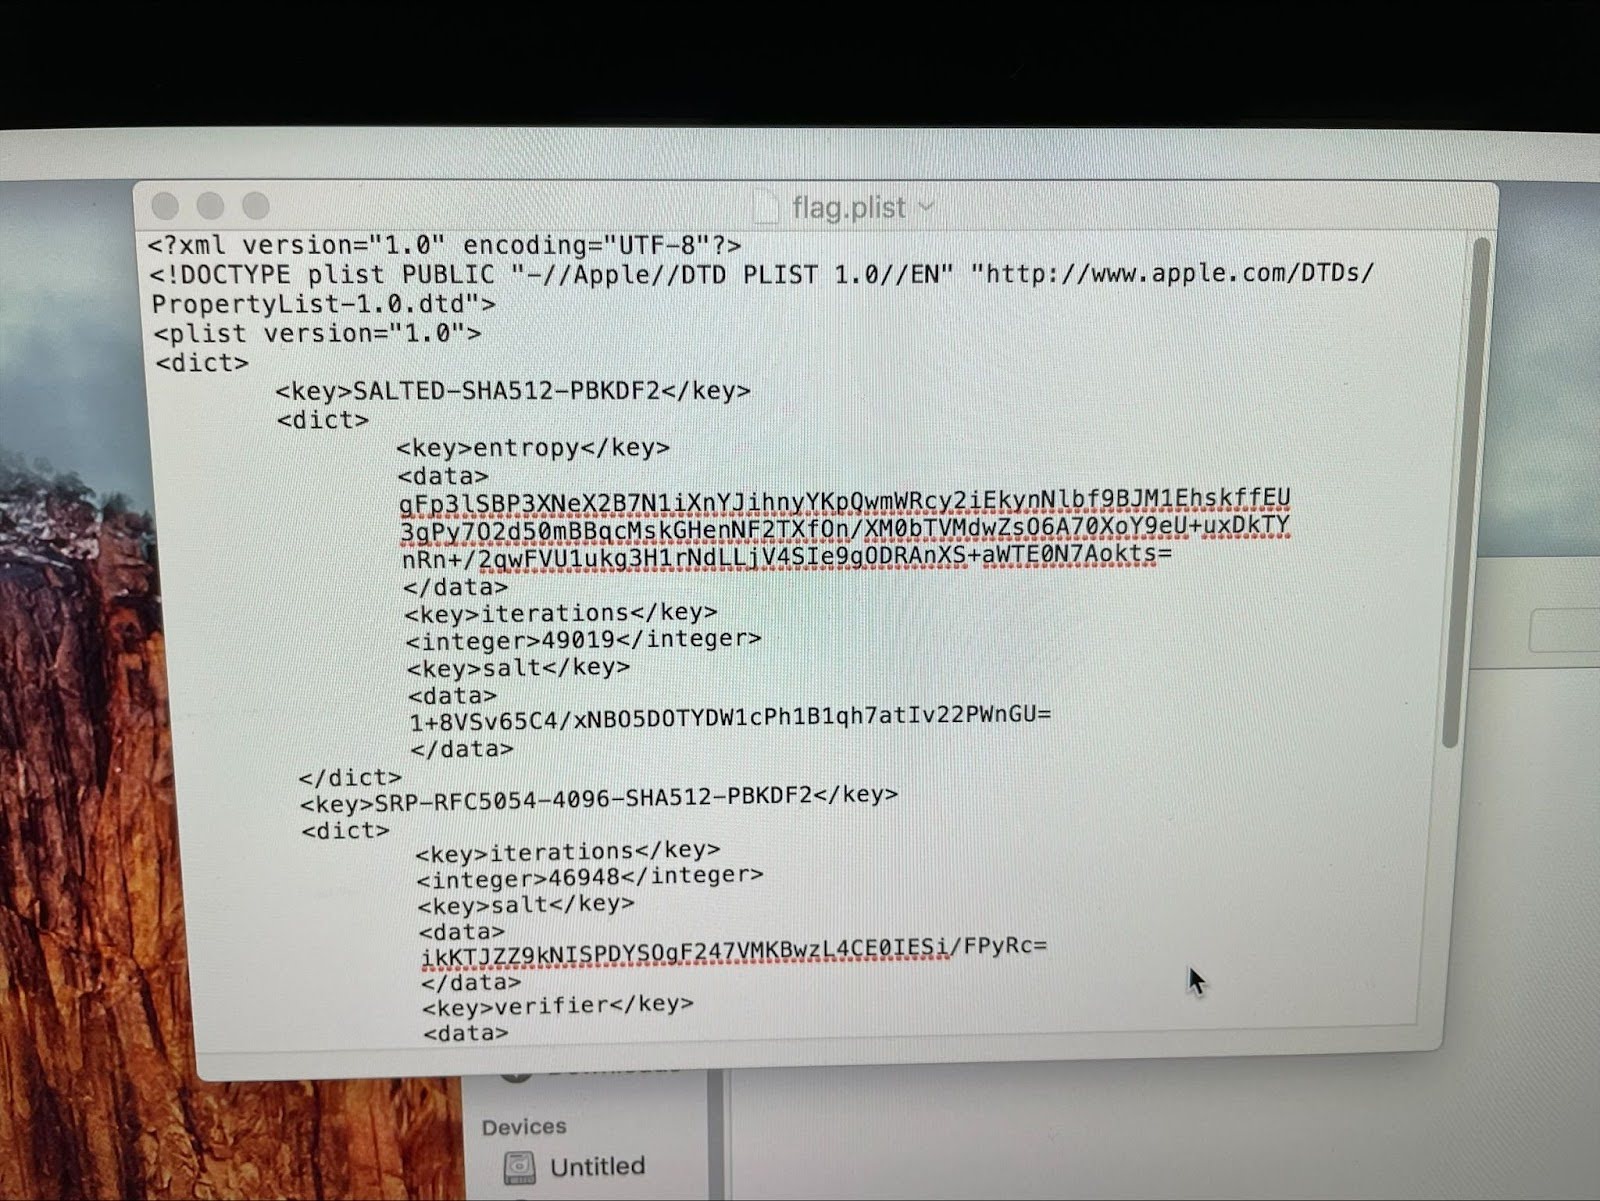 flag.plist
<?xml version="1.0" encoding="UTF-8"?>
<!DOCTYPE plist PUBLIC "-//Apple//DTD PLIST 1.0//EN" "http://www.apple.com/DTDs/
PropertyList-1.0.dtd">
<plist version="1.0">
<dict>
<key>SALTED-SHA512-PBKDF2</key>
<dict>
<key>entropy</key>
<data>
gFp3lSBP3XNeX2B7N1iXnYJihnyYKpQwmWRcy2iEkynNlbf9BJM1EhskffEU
3gPy7O2d50mBBqcMskGHenNF2TXfOn/XM0bTVMdwZsO6A70XoY9eU+uxDkTY
nRn+/2qwFVU1ukg3H1rNdLLjV4SIe9gODRAnXS+aWTE0N7Aokts=
</data>
<key>iterations</key>
<integer>49019</integer>
<key>salt</key>
<data>
1+8VSv65C4/xNBO5DOTYDW1cPh1B1qh7atIv22PWnGU=
</data>
</dict>
<key>SRP-RFC5054-4096-SHA512-PBKDF2</key>
<dict>
<key>iterations</key>
<integer>46948</integer>
<key>salt</key>
<data>
ikKTJZZ9kNISPDYSOgF247VMKBwzL4CE0IESi/FPyRc=
</data>
<key>verifier</key>
<data>
Devices
Untitled